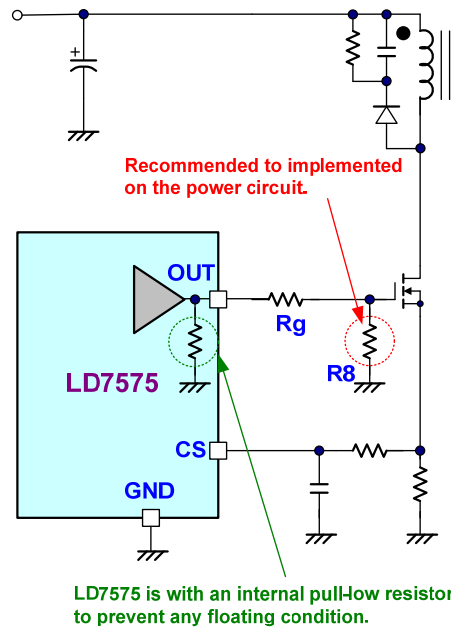 +
Recommended to implemented
on the power circuit.
OUT
Rg
R8
LD7575
CS
GND
LD7575 is with an internal pull-low resistor
to prevent any floating condition.